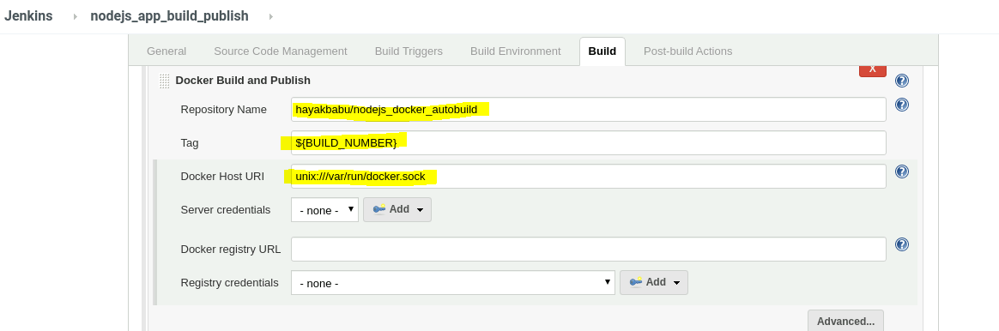 Jenkins nodejs_app_build_publish
General Source Code Management Build Triggers Build Environment Build Post-build Actions
X
Docker Build and Publish ?
Repository Name hayakbabu/nodejs_docker_autobuild ?
Tag ${BUILD_NUMBER}
Docker Host URI unix:///var/run/docker.sock ?
Server credentials - none - Add
Docker registry URL ?
Registry credentials - none - Add
Advanced...